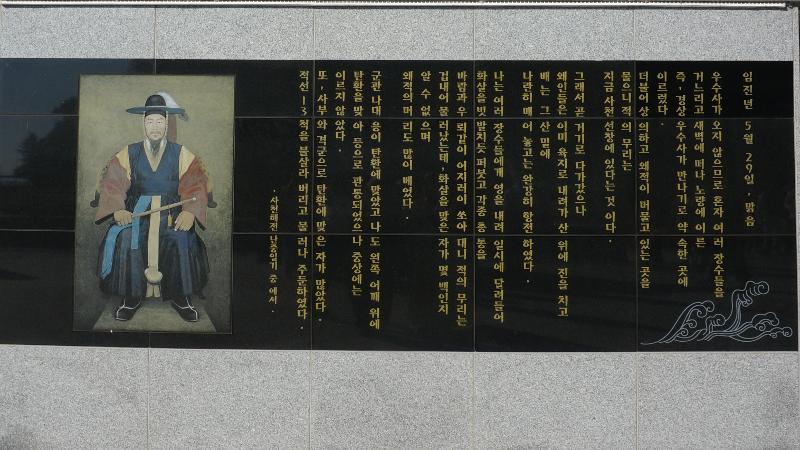 임진년 5월 29일, 맑음
우수사가 오지 않으므로 혼자 여러 장수들을
거느리고 새벽에 떠나 노량에 이른
즉, 경상 우수사가 만나기로 약속한 곳에
이르렀다.
더불어 상의하고 왜적이 머물고 있는 곳을
물으니 적의 무리는
지금 사천 선창에 있다는 것 이다.
그래서 곧 거기로 다가갔으나
왜인들은 이미 육지로 내려가 산 위에 진을 치고
배는 그 산 밑에
나란히 매어 놓고는 완강히 항전 하였다.
나는 여러 장수들에게 영을 내려 일시에 달려들어
화살을 빗발치듯 퍼붓고 각종 총통을
바람과 우뢰같이 어지러이 쏘아 대니 적의 무리는
겁내어 물러났는데, 화살을 맞은 자가 몇 백인지
알 수 없으며
왜적의 머리도 많이 베었다.
군관 나대용이 탄환에 맞았고 나도 왼쪽 어깨 위에
탄환을 맞아 등으로 관통되었으나 중상에는
이르지 않았다.
또, 사부와 격군으로 탄환에 맞은 자가 많았다.
적선 13척을 불살라 버리고 물러나 주둔하였다.
·사천해전 난중일기 중에서·